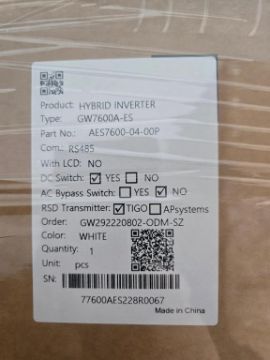 Product: HYBRID INVERTER
Type: GW7600A-ES
Part No.: AES7600-04-00P
Com.: RS485
With LCD: NO
DC Switch: ☑ YES ☐ NO
AC Bypass Switch: ☐ YES ☑ NO
RSD Transmitter: ☑ TIGO ☐ APsystems
Order: GW292220802-ODM-SZ
Color: WHITE
Quantity: 1
Unit: pcs
SN:
77600AES228R0067
Made in China